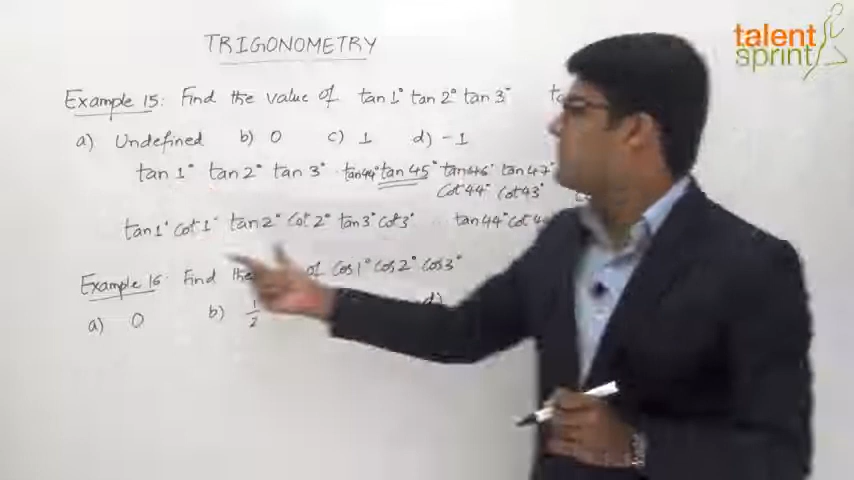 talent
sprint
TRIGONOMETRY
Example 15: Find the value of tan 1° tan 2° tan 3°
a) Undefined b) 0 c) 1 d) -1
tan 1° tan 2° tan 3° tan44° tan 45° tan46° tan 47°
Cot 44° Cot 43°
tan1° Cot 1° tan 2° Cot 2° tan 3° Cot 3° .. tan 44° Cot
Example 16: Find the of Cos 1° Cos 2° Cos 3°
a) 0 b) 1/2 d)